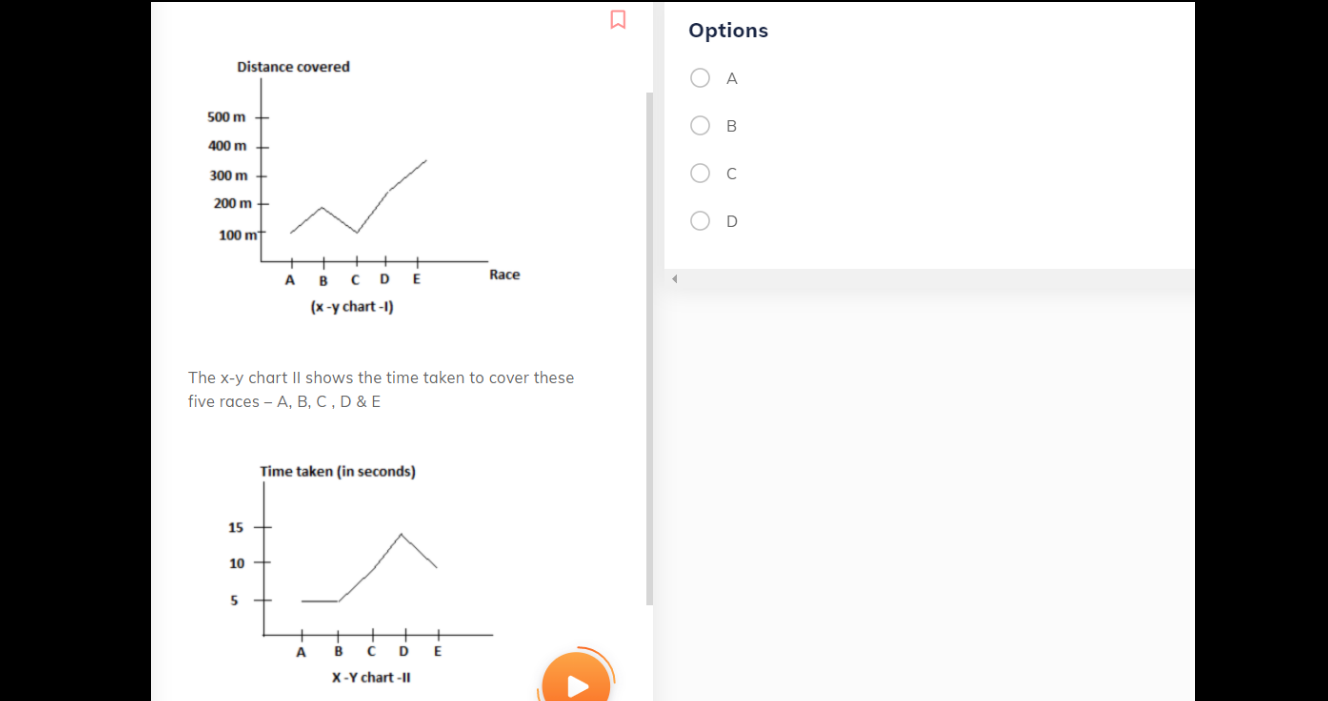 Distance covered
500 m
400 m
300 m
200 m
100 m
A B C D E
Race
(x -y chart -I)
The x-y chart II shows the time taken to cover these
five races – A, B, C , D & E
Time taken (in seconds)
15
10
5
A B C D E
X -Y chart -II
Options
A
B
C
D